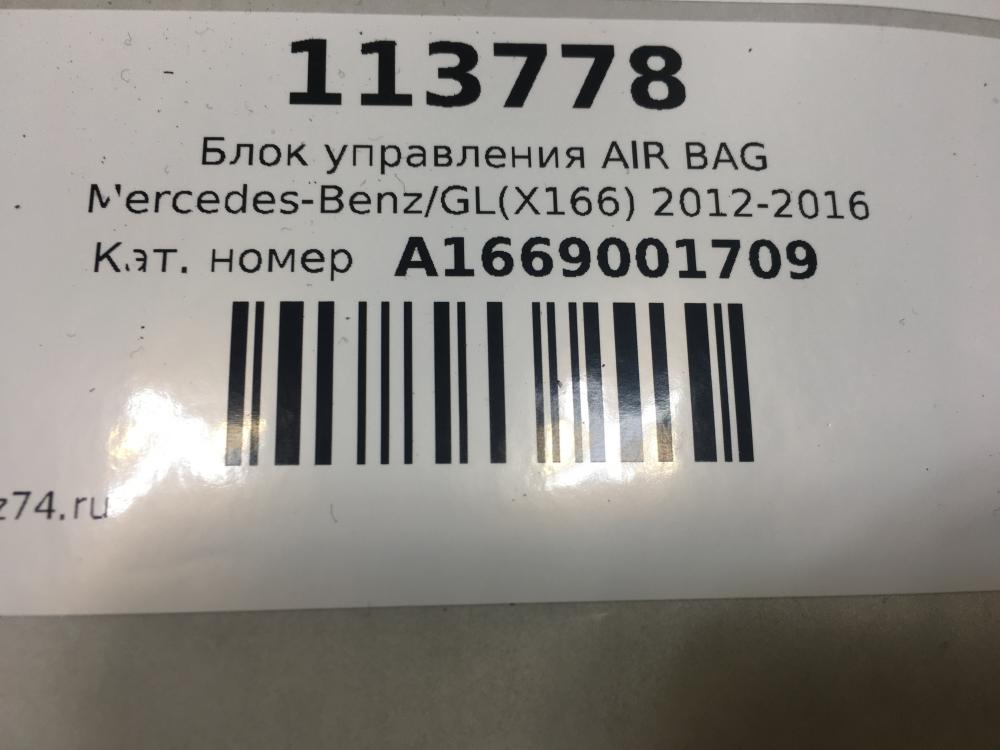 113778
Блок управления AIR BAG
Mercedes-Benz/GL(X166) 2012-2016
Кат. номер A1669001709
z74.ru